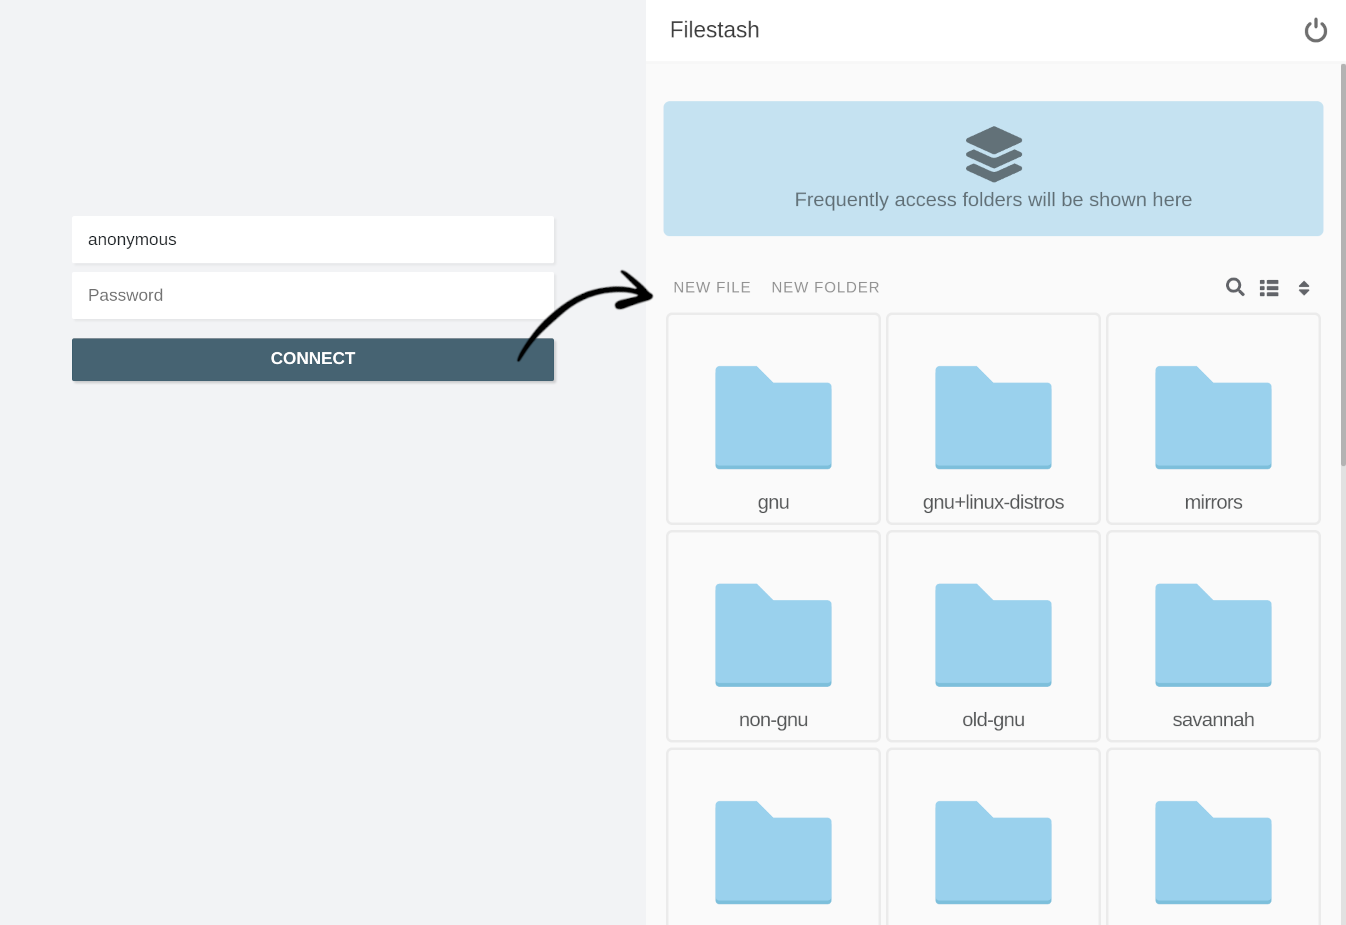 Filestash
Frequently access folders will be shown here
anonymous
Password
CONNECT
NEW FILE NEW FOLDER
gnu
gnu+linux-distros
mirrors
non-gnu
old-gnu
savannah